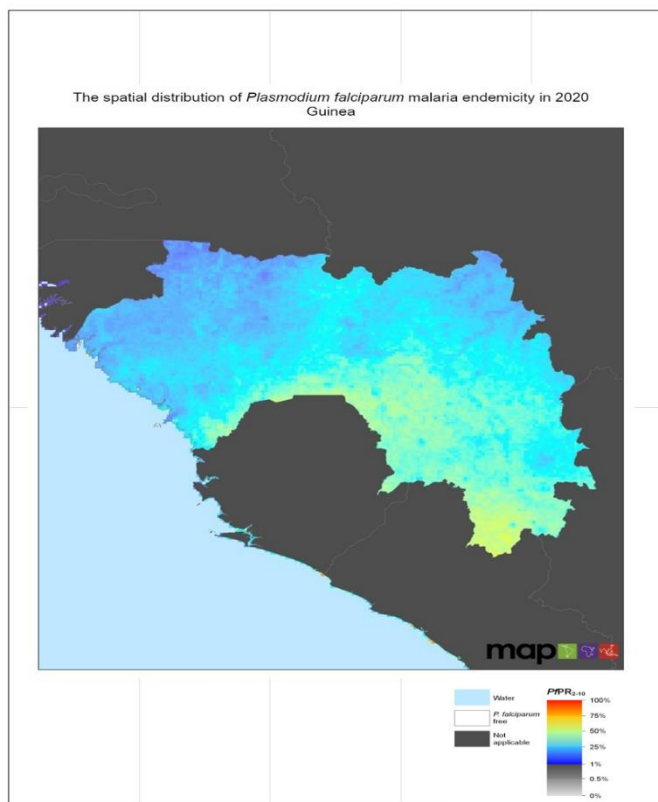 The spatial distribution of Plasmodium falciparum malaria endemicity in 2020
Guinea
map
Water
P. falciparum
free
Not
applicable
PfPR2-10
100%
75%
50%
25%
1%
0.5%
0%